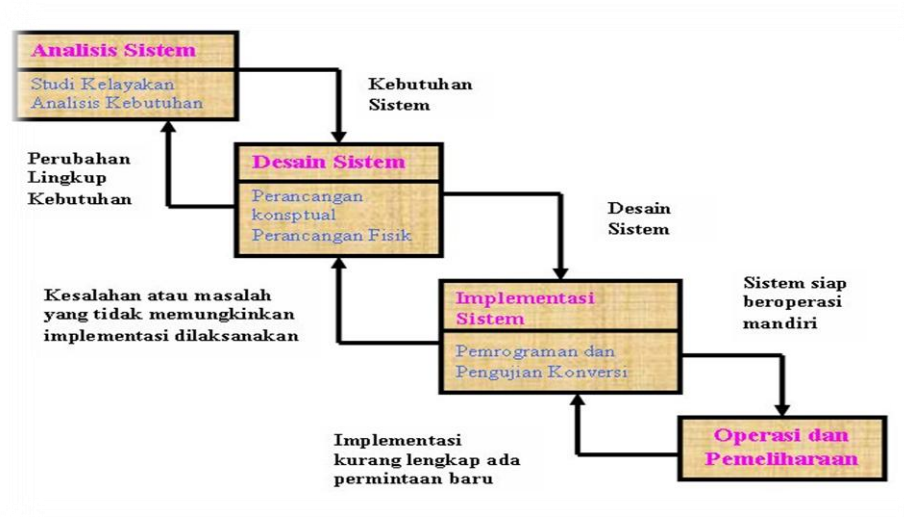 Analisis Sistem
Studi Kelayakan
Analisis Kebutuhan
Kebutuhan
Sistem
Perubahan
Lingkup
Kebutuhan
Desain Sistem
Perancangan
konsptual
Perancangan Fisik
Desain
Sistem
Kesalahan atau masalah
yang tidak memungkinkan
implementasi dilaksanakan
Implementasi
Sistem
Pemrograman dan
Pengujian Konversi
Sistem siap
beroperasi
mandiri
Implementasi
kurang lengkap ada
permintaan baru
Operasi dan
Pemeliharaan